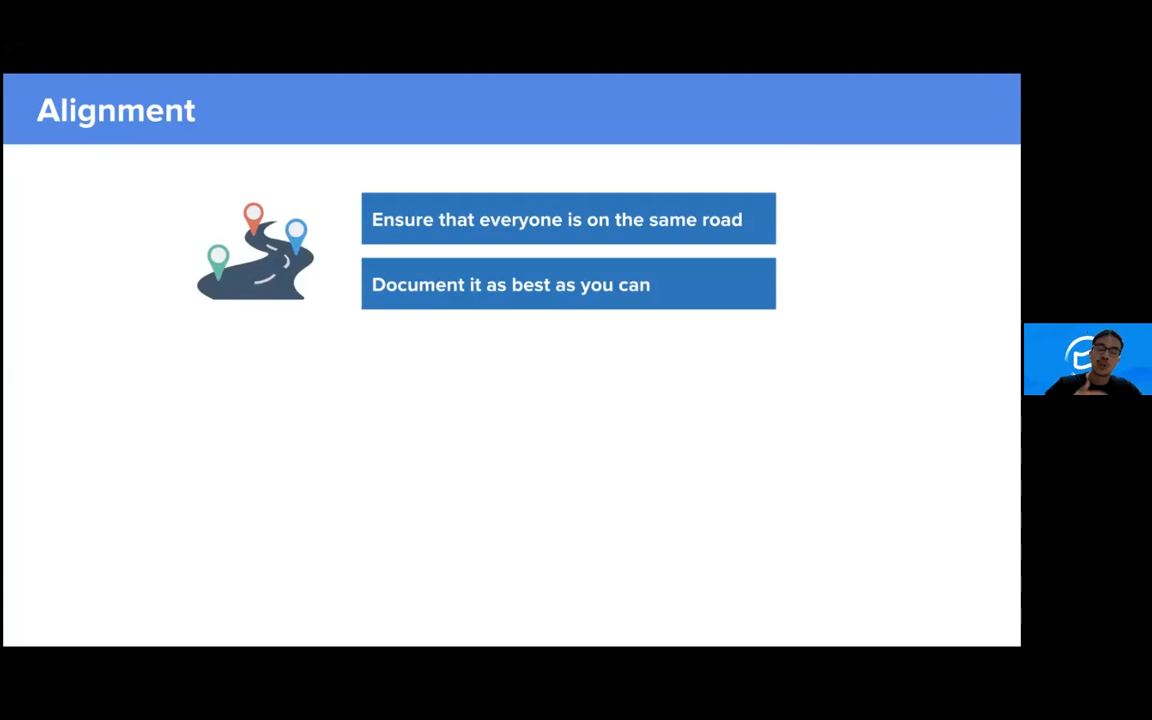 Alignment
Ensure that everyone is on the same road
Document it as best as you can